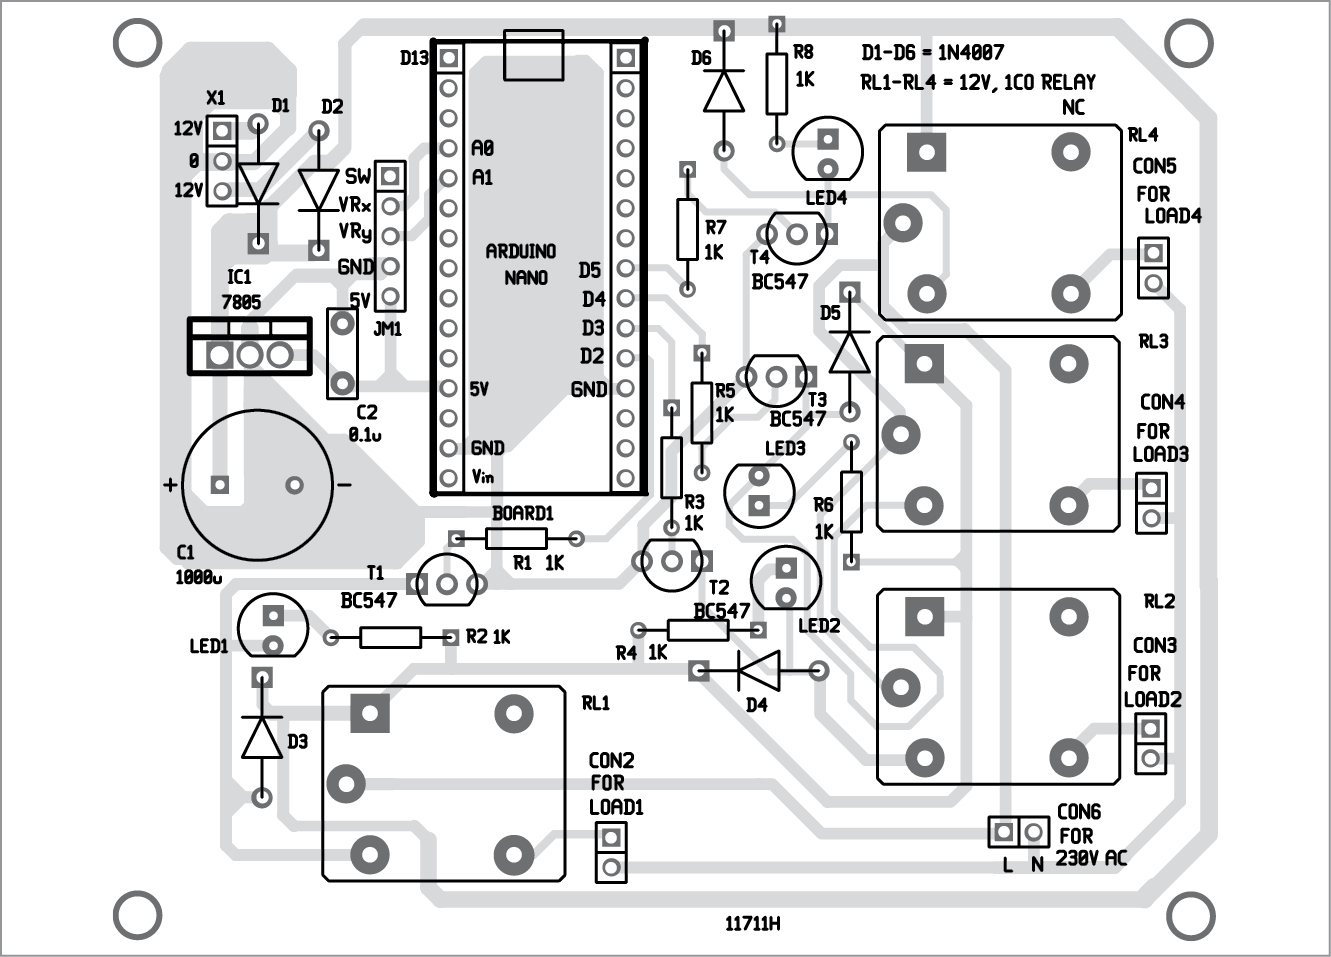 D1-D6 = 1N4007
RL1-RL4 = 12V, 1CO RELAY
NC
D13
D6
R8
1K
X1
D1
D2
12V
0
12V
A0
A1
SW
VRx
VRy
GND
5V
JM1
RL4
CON5
FOR
LOAD4
LED4
R7
1K
T4
BC547
ARDUINO
NANO
D5
D4
D3
D2
GND
IC1
7805
D5
RL3
5V
GND
Vin
C2
0.1u
R5
1K
T3
BC547
LED3
CON4
FOR
LOAD3
+
−
C1
1000u
BOARD1
R1 1K
R3
1K
R6
1K
T1
BC547
T2
BC547
LED2
RL2
CON3
FOR
LOAD2
LED1
R2 1K
R4 1K
D4
D3
RL1
CON2
FOR
LOAD1
CON6
FOR
230V AC
L N
11711H